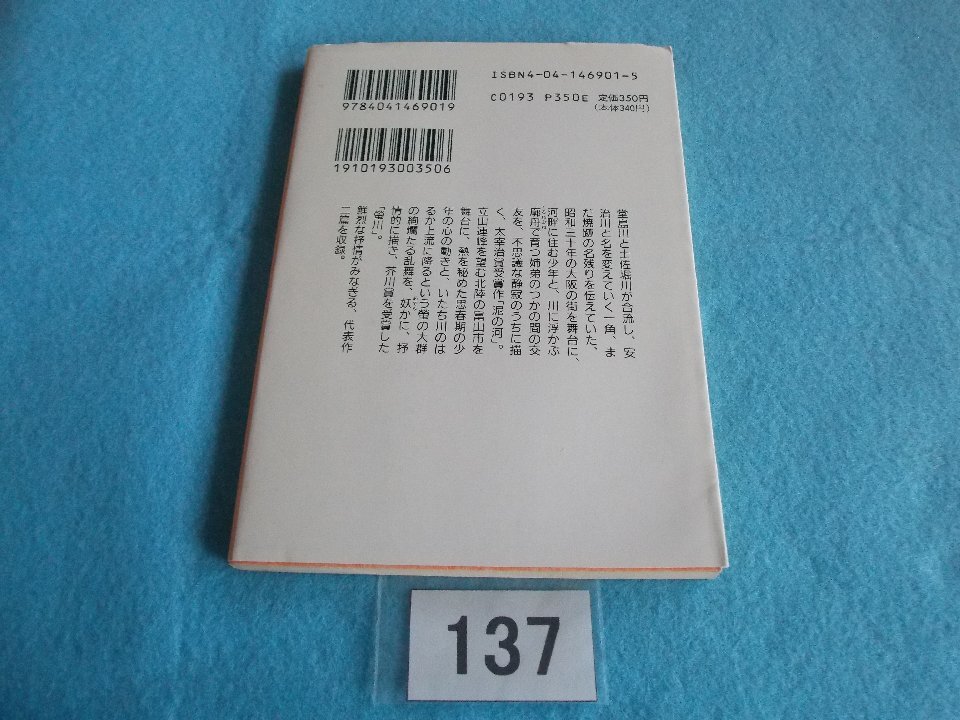 ISBN4-04-146901-5
C0193 P350E 定価350円
(本体340円)
9784041469019
1910193003506
堂島川と土佐堀川が合流し、安
治川と名を変えていく一角、ま
だ焼跡の名残りを伝えていた、
昭和三十年の大阪の街を舞台に、
河畔に住む少年と、川に浮かぶ
廓舟で育つ姉弟のつかの間の交
友を、不思議な静寂のうちに描
く、太宰治賞受賞作「泥の河」。
立山連峰を望む北陸の富山市を
舞台に、熱を秘めた思春期の少
年の心の動きと、いたち川のは
るか上流に降るという螢の大群
の絢爛たる乱舞を、妖かに、抒
情的に描き、芥川賞を受賞した
「螢川」。
鮮烈な抒情がみなぎる、代表作
二篇を収録。
137